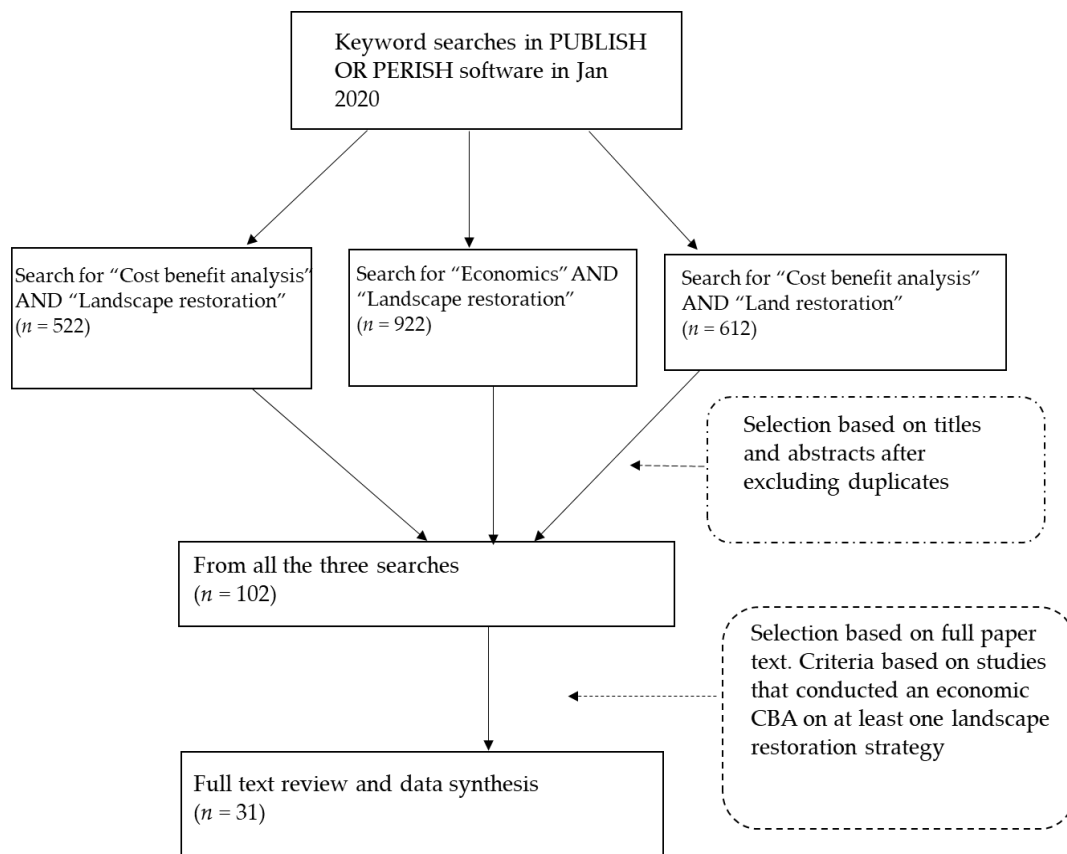 Keyword searches in PUBLISH
OR PERISH software in Jan
2020
Search for “Cost benefit analysis”
AND “Landscape restoration”
(n = 522)
Search for “Economics” AND
“Landscape restoration”
(n = 922)
Search for “Cost benefit analysis”
AND “Land restoration”
(n = 612)
Selection based on titles
and abstracts after
excluding duplicates
From all the three searches
(n = 102)
Selection based on full paper
text. Criteria based on studies
that conducted an economic
CBA on at least one landscape
restoration strategy
Full text review and data synthesis
(n = 31)